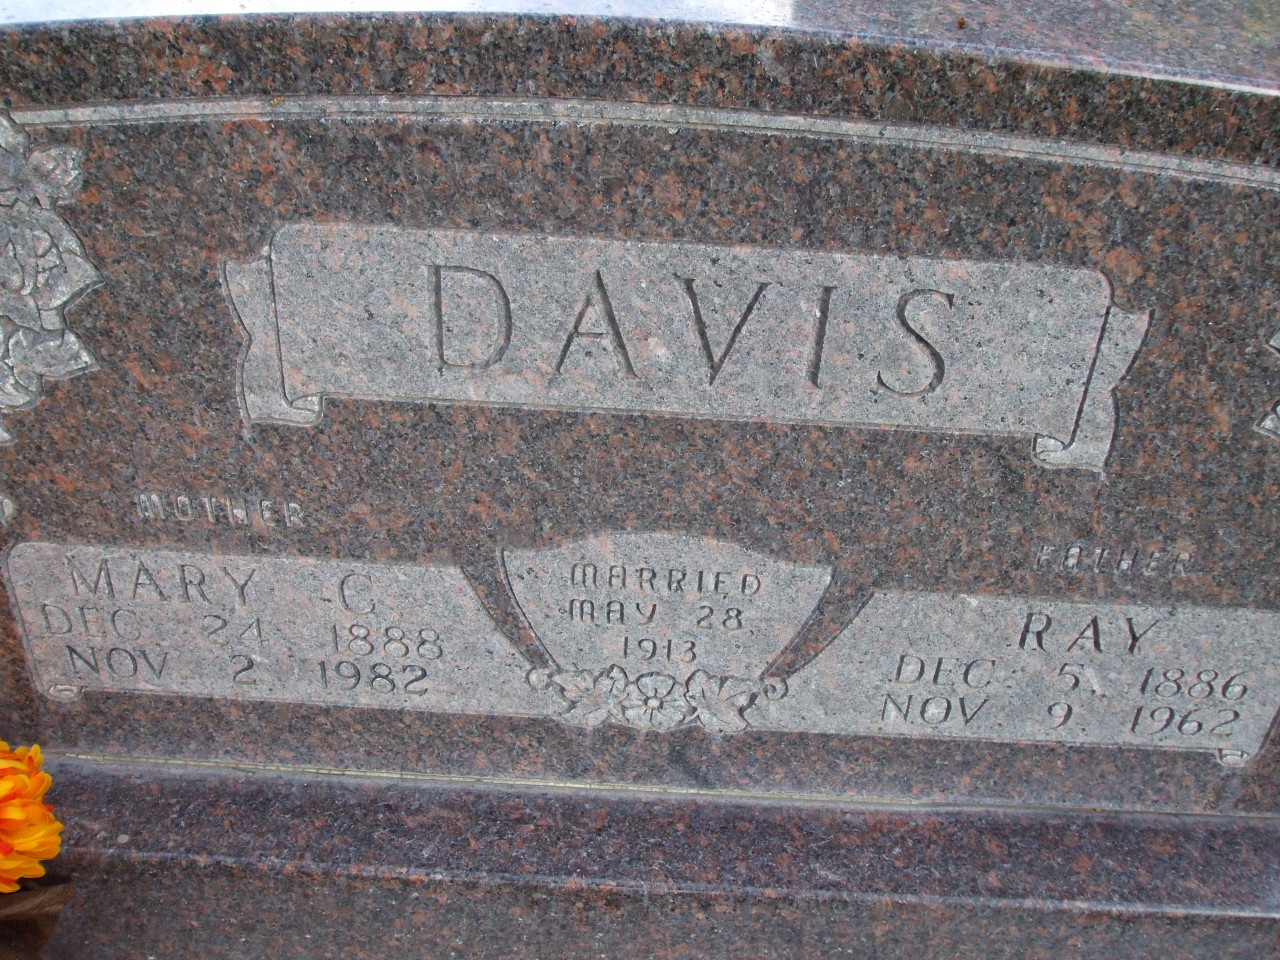 DAVIS
MOTHER
MARY C
DEC 24 1888
NOV 2 1982
MARRIED
MAY 28
1913
FATHER
RAY
DEC 5, 1886
NOV 9 1962